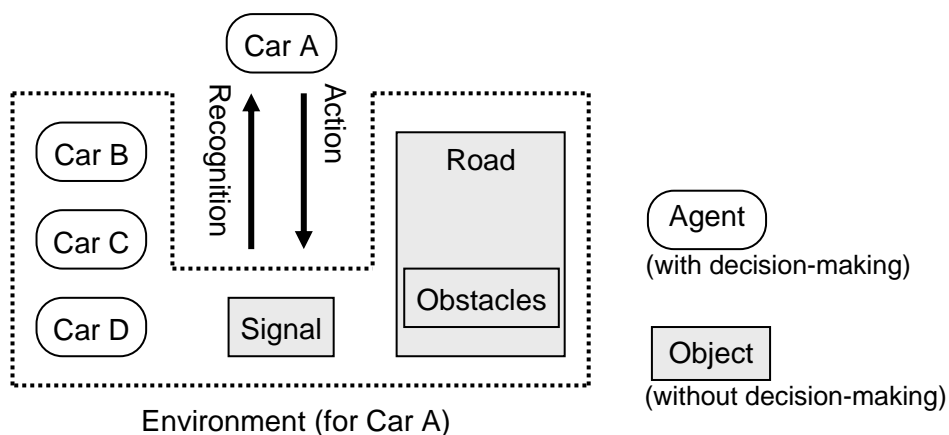 Car A
Recognition
Action
Car B
Car C
Car D
Signal
Road
Obstacles
Environment (for Car A)
Agent
(with decision-making)
Object
(without decision-making)